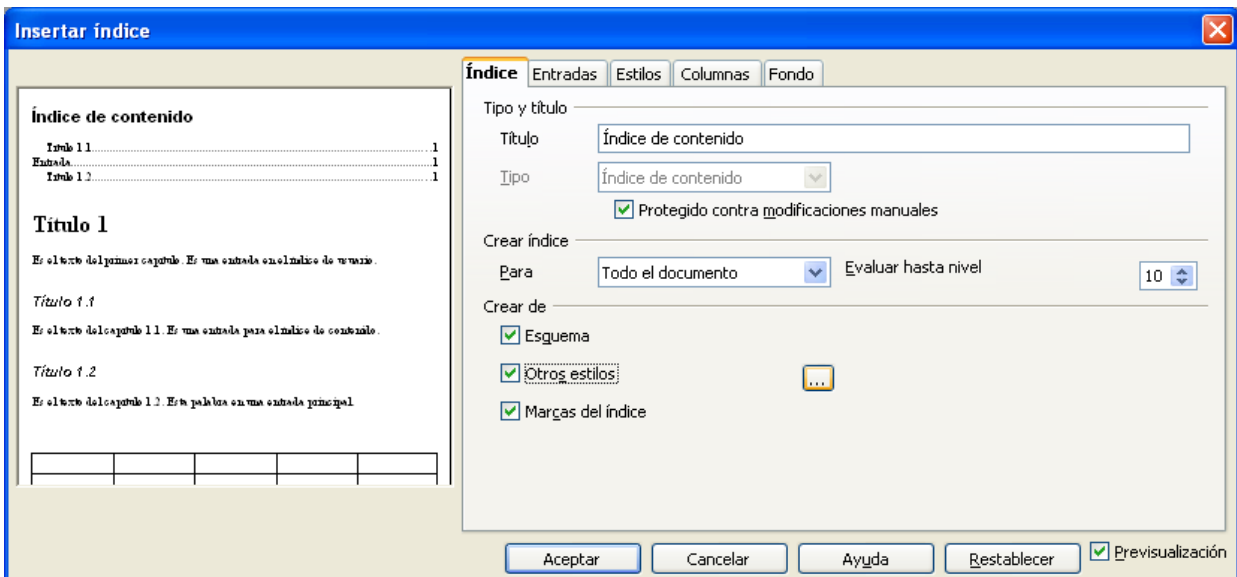 Insertar índice
Índice Entradas Estilos Columnas Fondo
Índice de contenido
Título 1.1 1
Entrada 1
Título 1.2 1
Título 1
Es el texto del primer capítulo. Es una entrada en el índice de usuario.
Título 1.1
Es el texto del capítulo 1.1. Es una entrada para el índice de contenido.
Título 1.2
Es el texto del capítulo 1.2. Esta palabra en una entrada principal.
Tipo y título
Título Índice de contenido
Tipo Índice de contenido
Protegido contra modificaciones manuales
Crear índice
Para Todo el documento Evaluar hasta nivel 10
Crear de
Esquema
Otros estilos ...
Marcas del índice
Aceptar Cancelar Ayuda Restablecer Previsualización